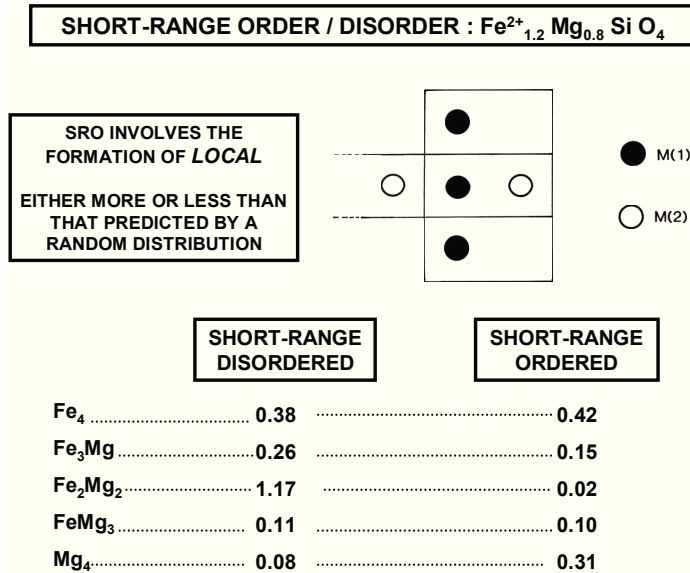 SHORT-RANGE ORDER / DISORDER : Fe²⁺₁.₂ Mg₀.₈ Si O₄
SRO INVOLVES THE
FORMATION OF LOCAL
EITHER MORE OR LESS THAN
THAT PREDICTED BY A
RANDOM DISTRIBUTION
M(1)
M(2)
SHORT-RANGE
DISORDERED
SHORT-RANGE
ORDERED
Fe₄ 0.38 0.42
Fe₃Mg 0.26 0.15
Fe₂Mg₂ 1.17 0.02
FeMg₃ 0.11 0.10
Mg₄ 0.08 0.31